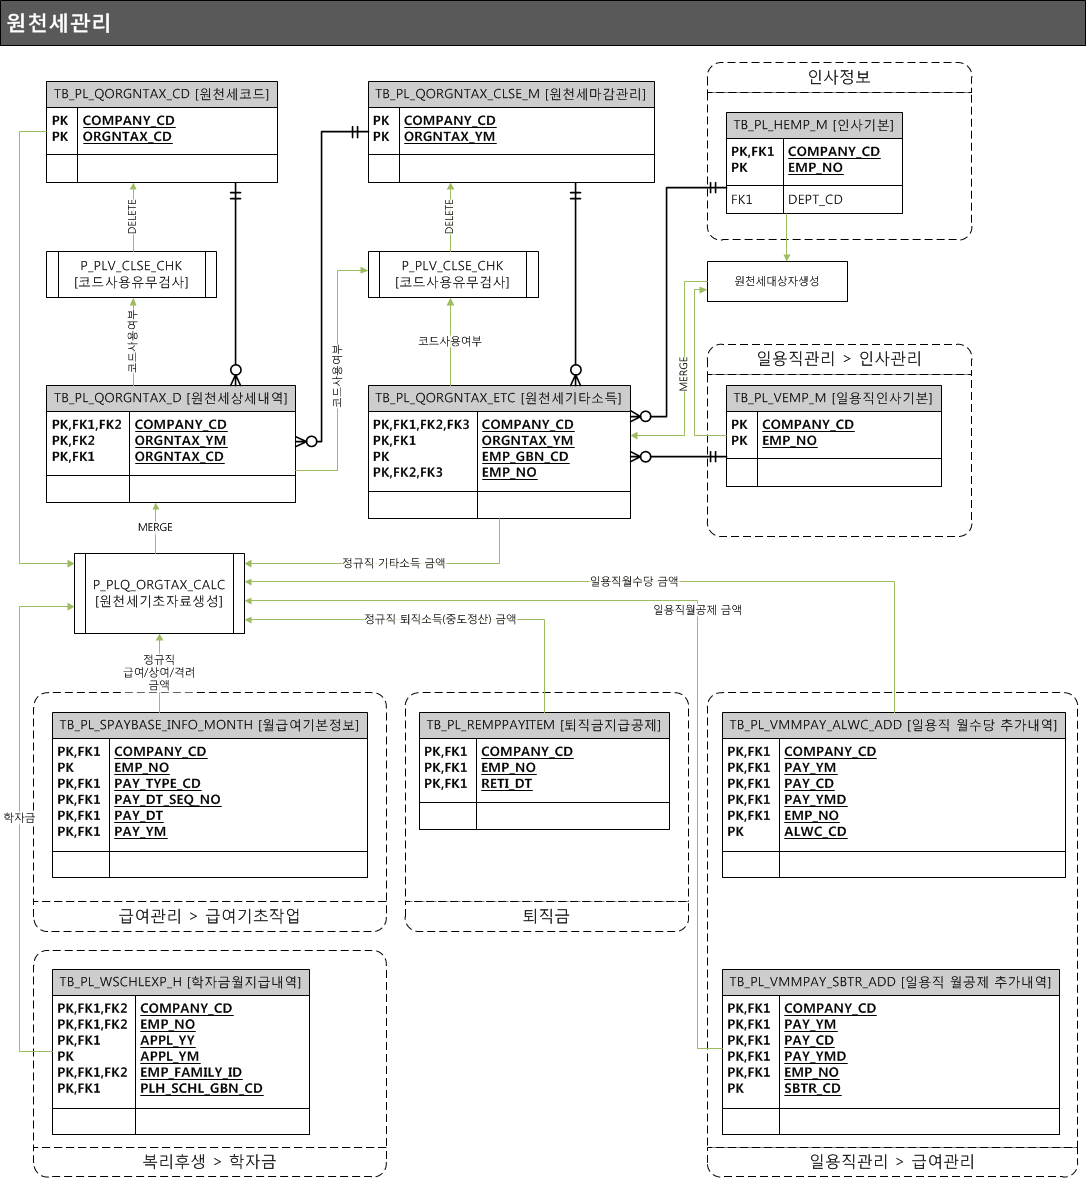 원천세관리
TB_PL_QORGNTAX_CD [원천세코드]
PK COMPANY_CD
PK ORGNTAX_CD
TB_PL_QORGNTAX_CLSE_M [원천세마감관리]
PK COMPANY_CD
PK ORGNTAX_YM
인사정보
TB_PL_HEMP_M [인사기본]
PK,FK1 COMPANY_CD
PK EMP_NO
FK1 DEPT_CD
DELETE
DELETE
P_PLV_CLSE_CHK
[코드사용유무검사]
P_PLV_CLSE_CHK
[코드사용유무검사]
원천세대상자생성
코드사용여부
코드사용여부
코드사용여부
MERGE
일용직관리 > 인사관리
TB_PL_VEMP_M [일용직인사기본]
PK COMPANY_CD
PK EMP_NO
TB_PL_QORGNTAX_D [원천세상세내역]
PK,FK1,FK2 COMPANY_CD
PK,FK2 ORGNTAX_YM
PK,FK1 ORGNTAX_CD
TB_PL_QORGNTAX_ETC [원천세기타소득]
PK,FK1,FK2,FK3 COMPANY_CD
PK,FK1 ORGNTAX_YM
PK EMP_GBN_CD
PK,FK2,FK3 EMP_NO
MERGE
P_PLQ_ORGTAX_CALC
[원천세기초자료생성]
정규직 기타소득 금액
일용직월수당 금액
일용직월공제 금액
정규직 퇴직소득(중도정산) 금액
정규직
급여/상여/격려
금액
TB_PL_SPAYBASE_INFO_MONTH [월급여기본정보]
PK,FK1 COMPANY_CD
PK EMP_NO
PK,FK1 PAY_TYPE_CD
PK,FK1 PAY_DT_SEQ_NO
PK,FK1 PAY_DT
PK,FK1 PAY_YM
급여관리 > 급여기초작업
TB_PL_REMPPAYITEM [퇴직금지급공제]
PK,FK1 COMPANY_CD
PK,FK1 EMP_NO
PK,FK1 RETI_DT
퇴직금
TB_PL_VMMPAY_ALWC_ADD [일용직 월수당 추가내역]
PK,FK1 COMPANY_CD
PK,FK1 PAY_YM
PK,FK1 PAY_CD
PK,FK1 PAY_YMD
PK,FK1 EMP_NO
PK ALWC_CD
학자금
TB_PL_WSCHLEXP_H [학자금월지급내역]
PK,FK1,FK2 COMPANY_CD
PK,FK1,FK2 EMP_NO
PK,FK1 APPL_YY
PK APPL_YM
PK,FK1,FK2 EMP_FAMILY_ID
PK,FK1 PLH_SCHL_GBN_CD
복리후생 > 학자금
TB_PL_VMMPAY_SBTR_ADD [일용직 월공제 추가내역]
PK,FK1 COMPANY_CD
PK,FK1 PAY_YM
PK,FK1 PAY_CD
PK,FK1 PAY_YMD
PK,FK1 EMP_NO
PK SBTR_CD
일용직관리 > 급여관리